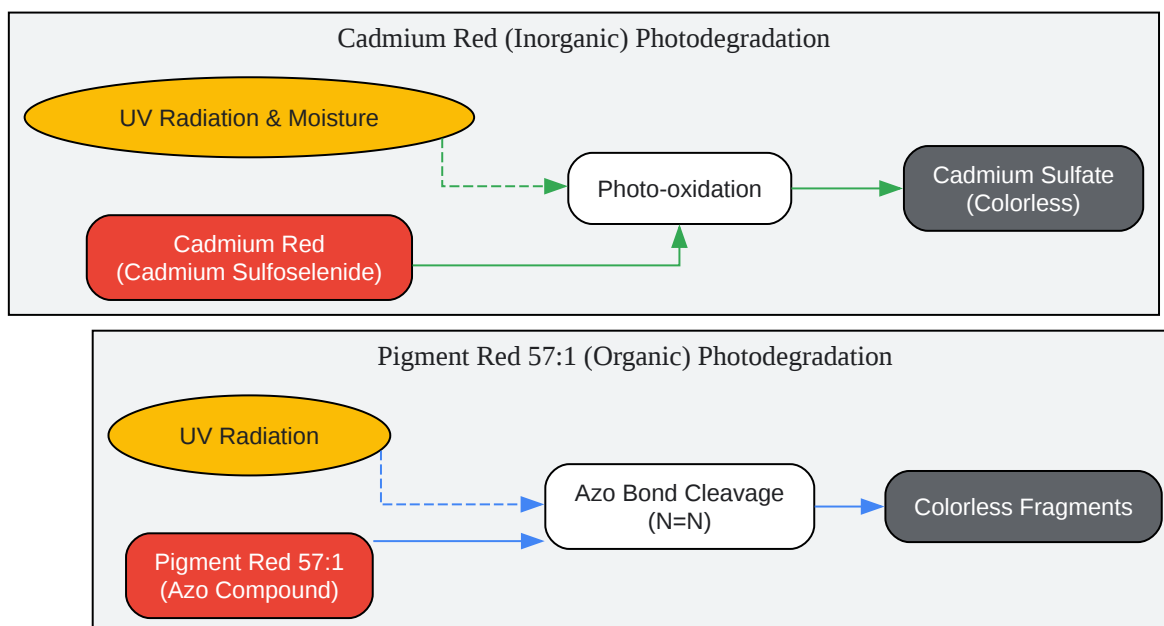 Cadmium Red (Inorganic) Photodegradation
UV Radiation & Moisture
Photo-oxidation
Cadmium Sulfate
(Colorless)
Cadmium Red
(Cadmium Sulfoselenide)
Pigment Red 57:1 (Organic) Photodegradation
UV Radiation
Azo Bond Cleavage
(N=N)
Colorless Fragments
Pigment Red 57:1
(Azo Compound)